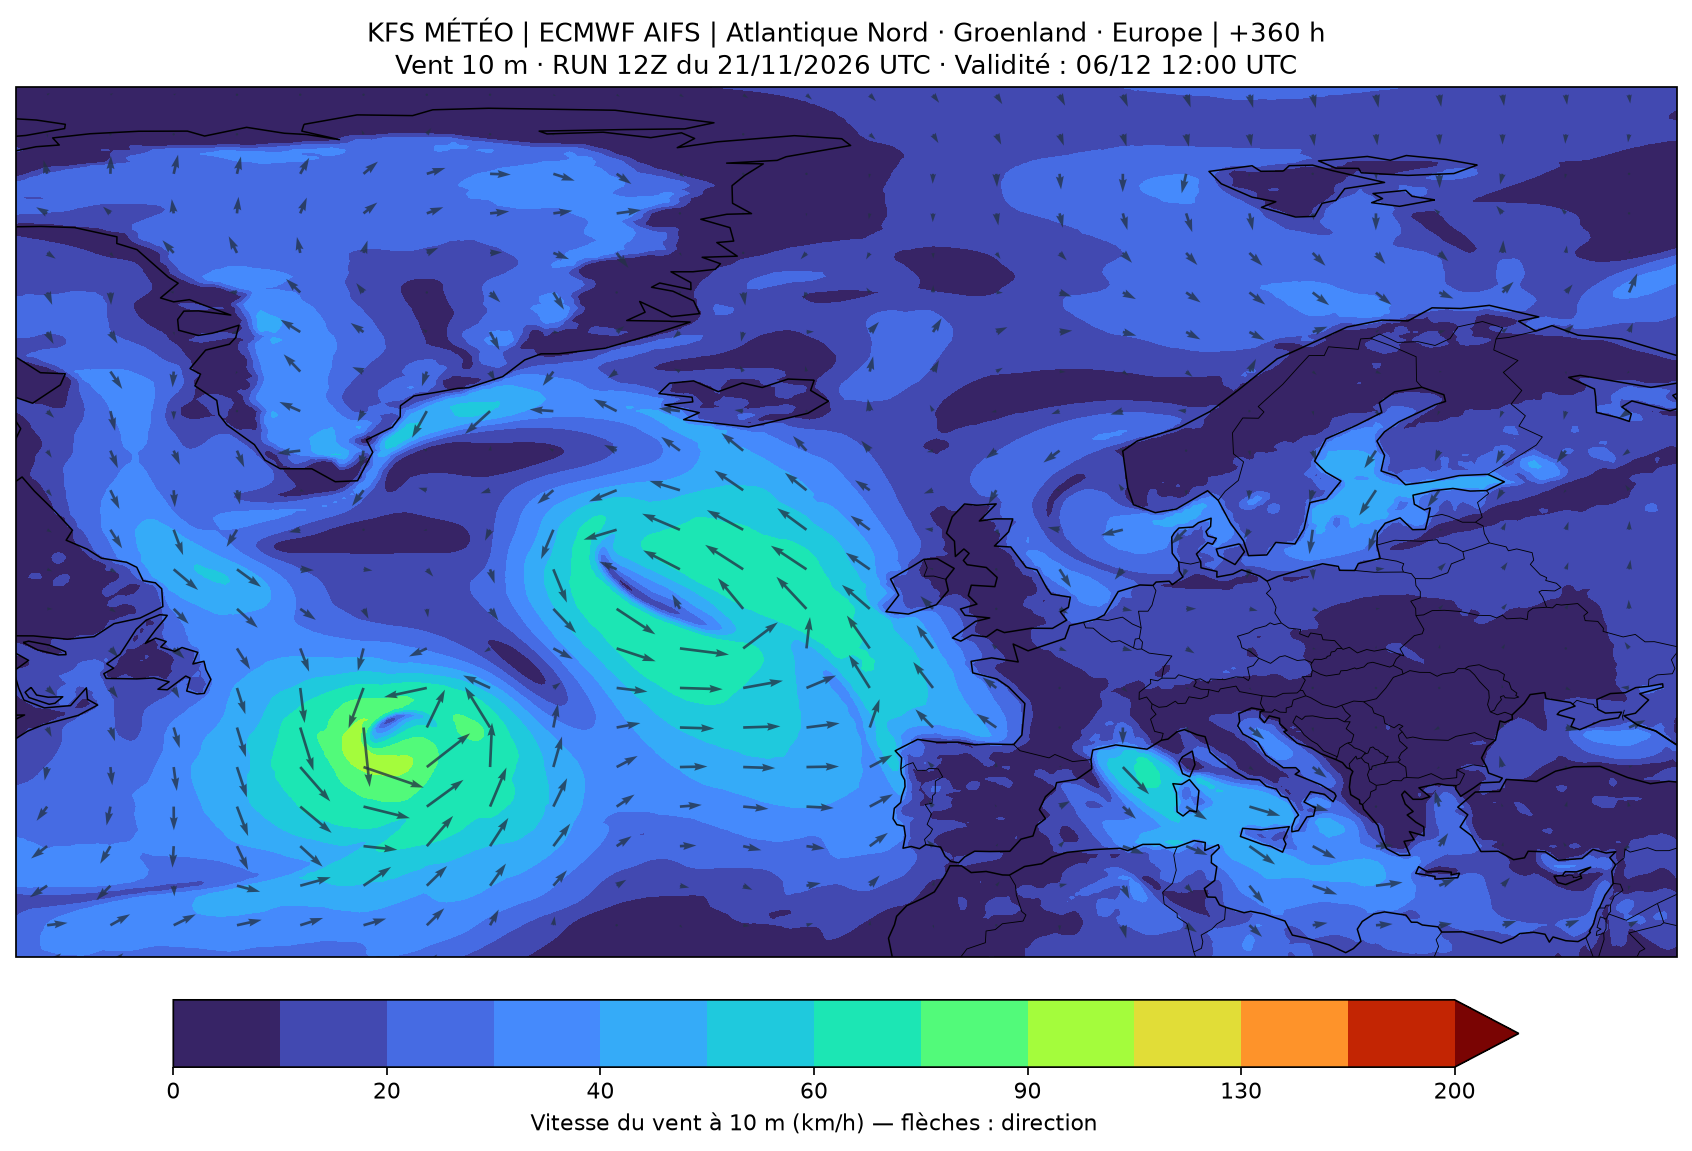 KFS MÉTÉO | ECMWF AIFS | Atlantique Nord · Groenland · Europe | +360 h
Vent 10 m · RUN 12Z du 21/11/2026 UTC · Validité : 06/12 12:00 UTC
0 20 40 60 90 130 200
Vitesse du vent à 10 m (km/h) — flèches : direction